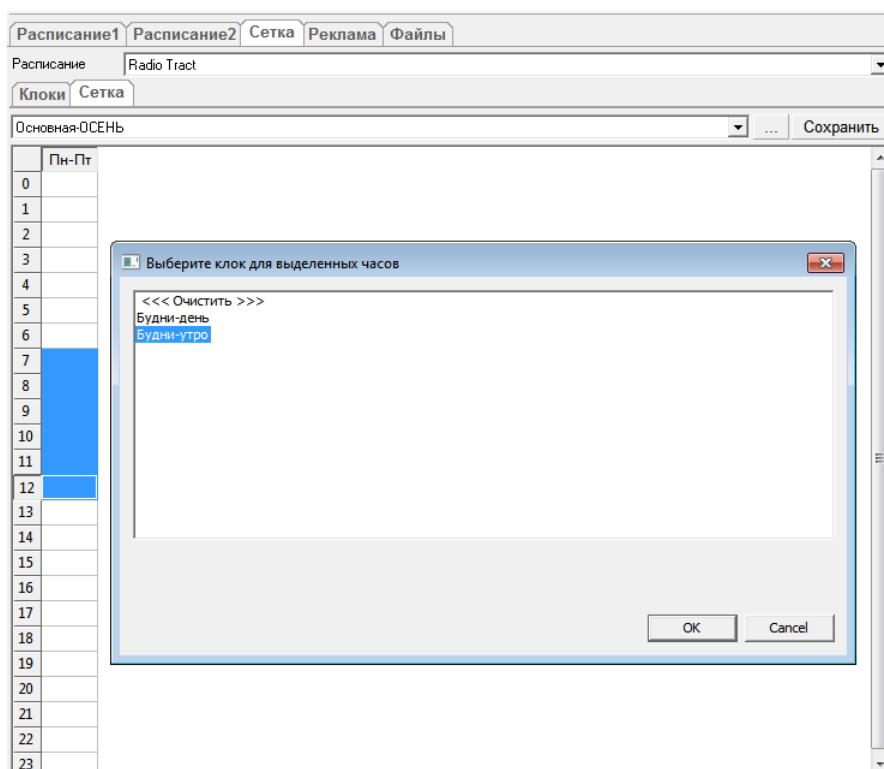 Расписание1 Расписание2 Сетка Реклама Файлы
Расписание Radio Tract
Клоки Сетка
Основная-ОСЕНЬ ... Сохранить
Пн-Пт
0
1
2
3
4
5
6
7
8
9
10
11
12
13
14
15
16
17
18
19
20
21
22
23
Выберите клок для выделенных часов
<<< Очистить >>>
Будни-день
Будни-утро
OK Cancel